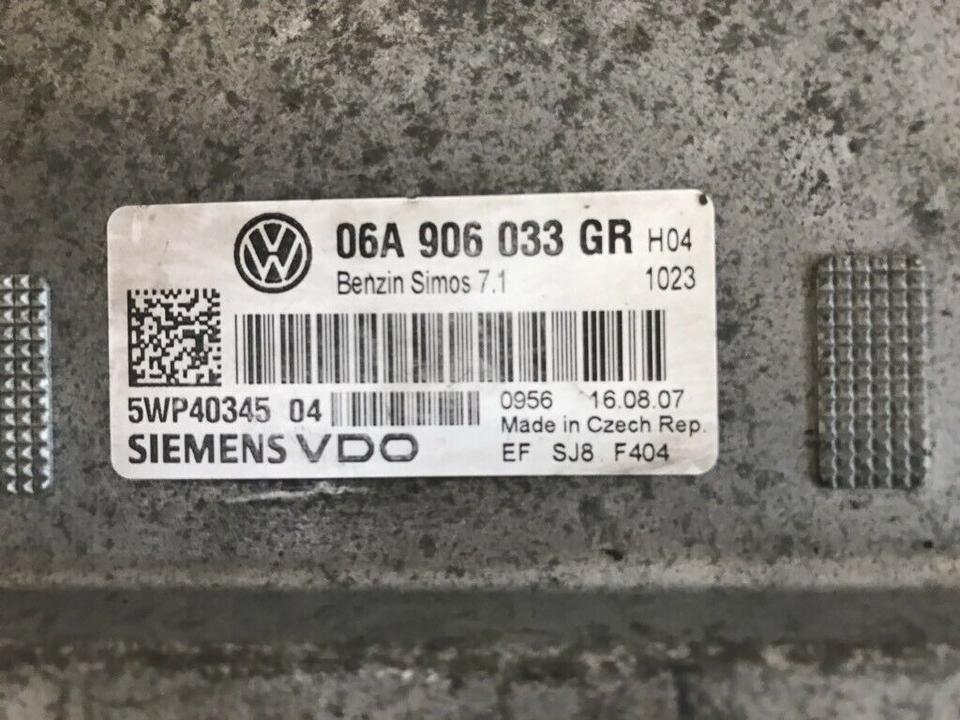 06A 906 033 GR H04
Benzin Simos 7.1 1023
5WP40345 04
0956 16.08.07
Made in Czech Rep.
SIEMENS VDO
EF SJ8 F404